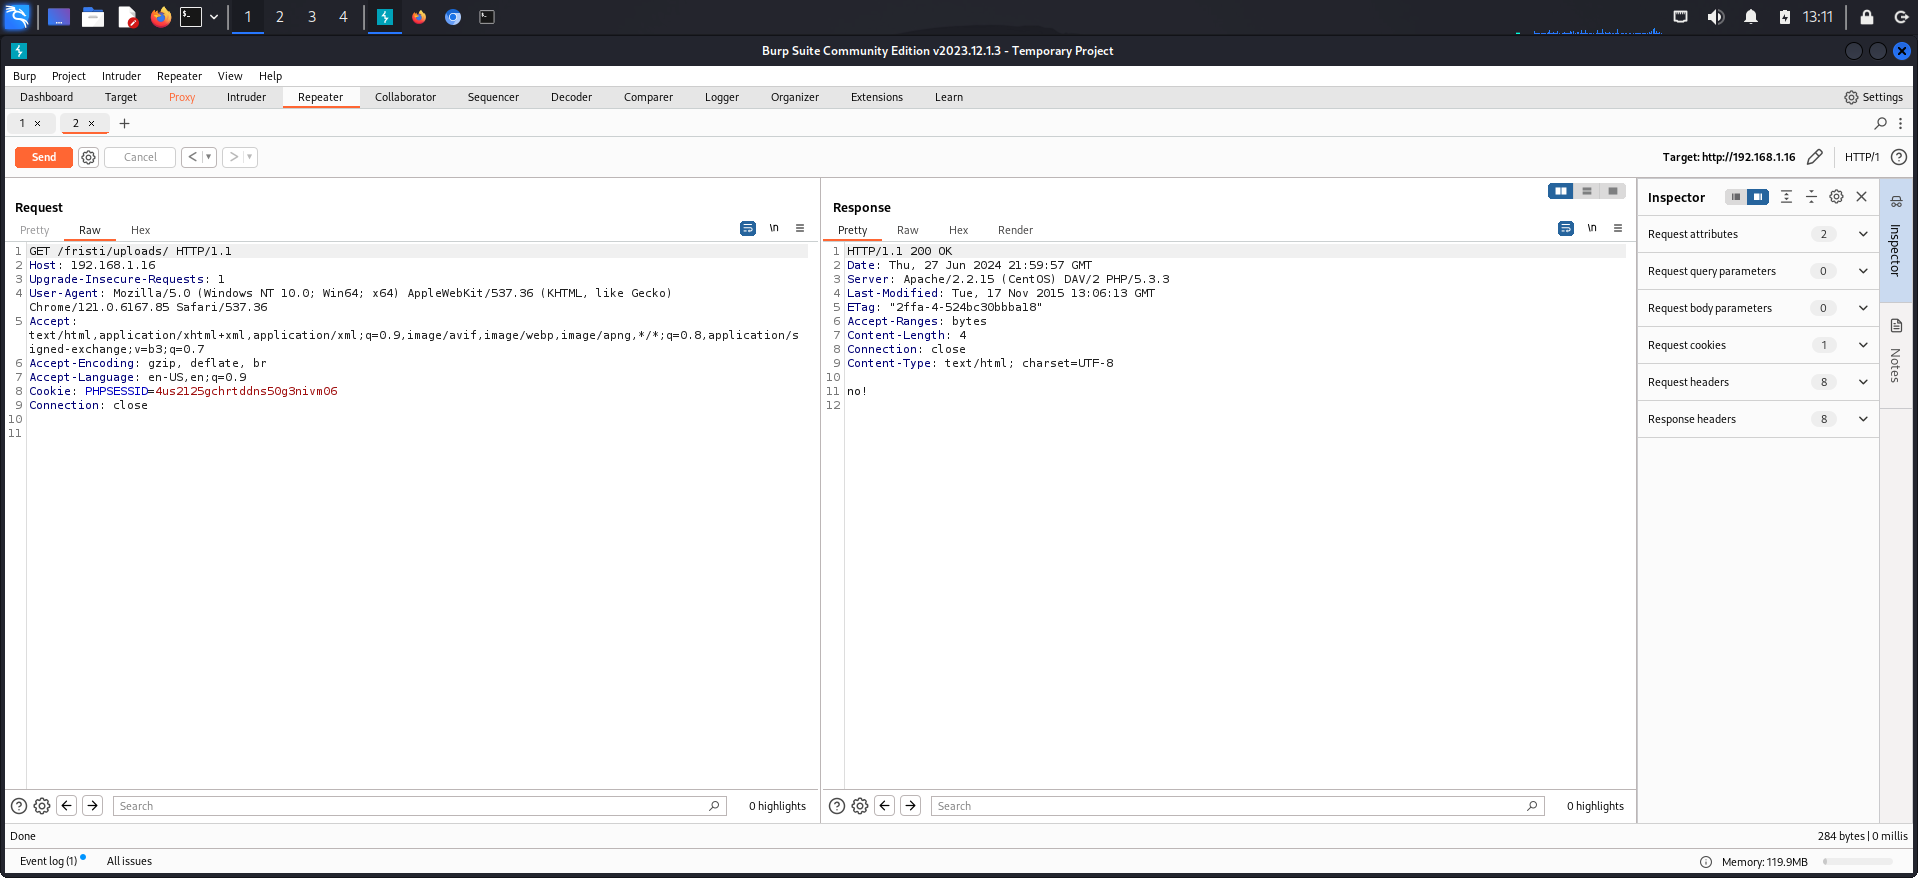 1 2 3 4 13:11
Burp Suite Community Edition v2023.12.1.3 - Temporary Project
Burp Project Intruder Repeater View Help
Dashboard Target Proxy Intruder Repeater Collaborator Sequencer Decoder Comparer Logger Organizer Extensions Learn Settings
1 × 2 × +
Send Cancel < > Target: http://192.168.1.16 HTTP/1
Request
Pretty Raw Hex \n
1 GET /fristi/uploads/ HTTP/1.1
2 Host: 192.168.1.16
3 Upgrade-Insecure-Requests: 1
4 User-Agent: Mozilla/5.0 (Windows NT 10.0; Win64; x64) AppleWebKit/537.36 (KHTML, like Gecko)
Chrome/121.0.6167.85 Safari/537.36
5 Accept:
text/html,application/xhtml+xml,application/xml;q=0.9,image/avif,image/webp,image/apng,*/*;q=0.8,application/s
igned-exchange;v=b3;q=0.7
6 Accept-Encoding: gzip, deflate, br
7 Accept-Language: en-US,en;q=0.9
8 Cookie: PHPSESSID=4us2125gchrtddns50g3nivm06
9 Connection: close
10
11
Search 0 highlights
Response
Pretty Raw Hex Render \n
1 HTTP/1.1 200 OK
2 Date: Thu, 27 Jun 2024 21:59:57 GMT
3 Server: Apache/2.2.15 (CentOS) DAV/2 PHP/5.3.3
4 Last-Modified: Tue, 17 Nov 2015 13:06:13 GMT
5 ETag: "2ffa-4-524bc30bbba18"
6 Accept-Ranges: bytes
7 Content-Length: 4
8 Connection: close
9 Content-Type: text/html; charset=UTF-8
10
11 no!
12
Search 0 highlights
Inspector
Request attributes 2
Request query parameters 0
Request body parameters 0
Request cookies 1
Request headers 8
Response headers 8
Inspector
Notes
Done 284 bytes | 0 millis
Event log (1) All issues Memory: 119.9MB